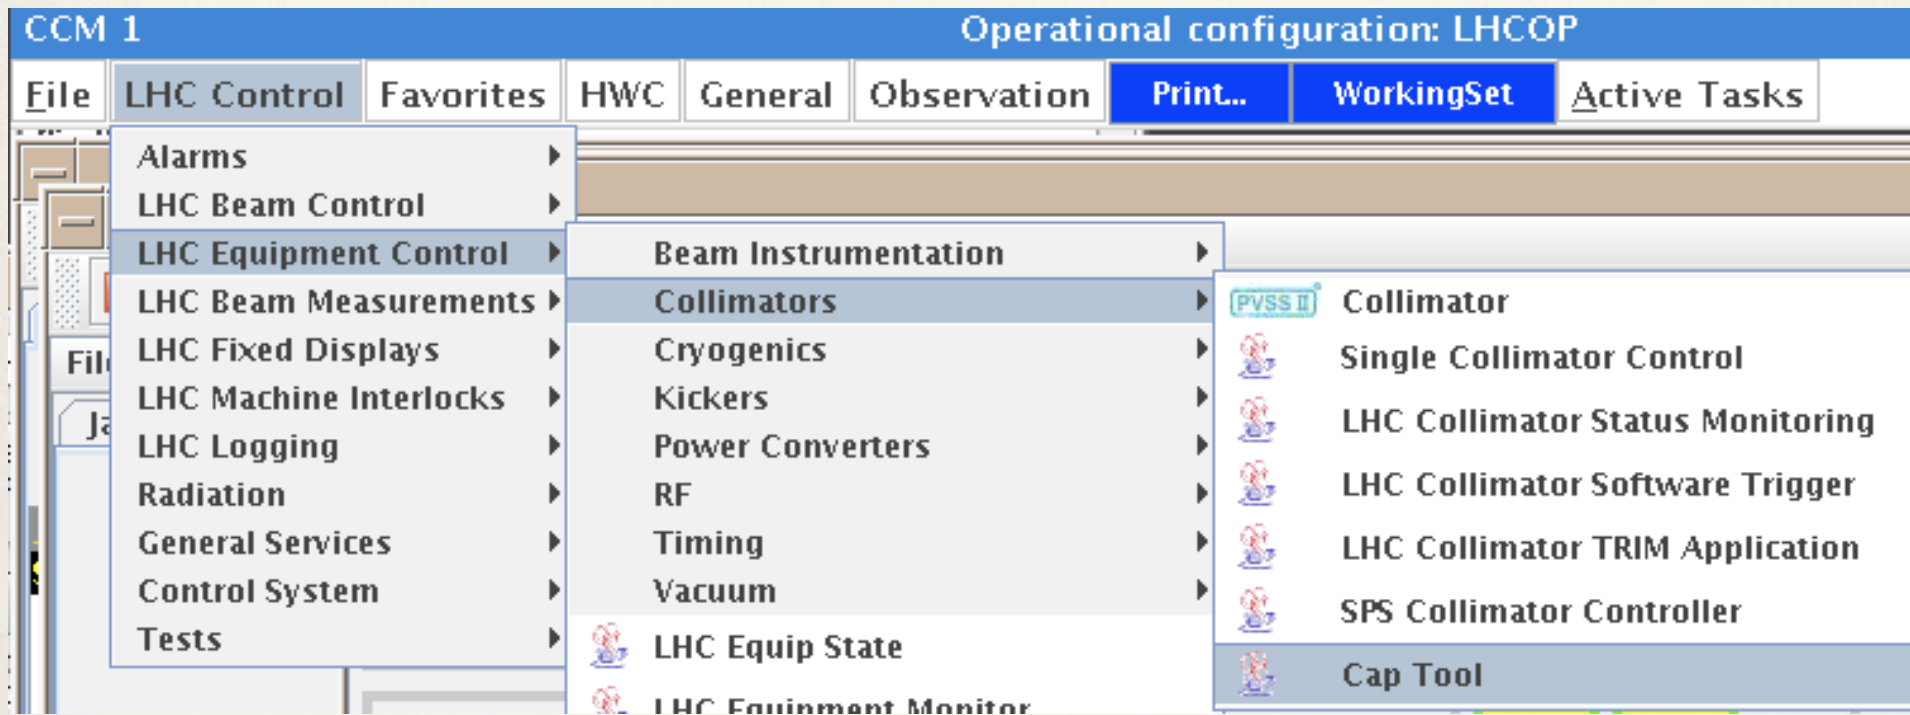 CCM 1 Operational configuration: LHCOP
File LHC Control Favorites HWC General Observation Print... WorkingSet Active Tasks
Alarms
LHC Beam Control
LHC Equipment Control
LHC Beam Measurements
LHC Fixed Displays
LHC Machine Interlocks
LHC Logging
Radiation
General Services
Control System
Tests
Beam Instrumentation
Collimators
Cryogenics
Kickers
Power Converters
RF
Timing
Vacuum
LHC Equip State
LHC Equipment Monitor
PVSS II Collimator
Single Collimator Control
LHC Collimator Status Monitoring
LHC Collimator Software Trigger
LHC Collimator TRIM Application
SPS Collimator Controller
Cap Tool